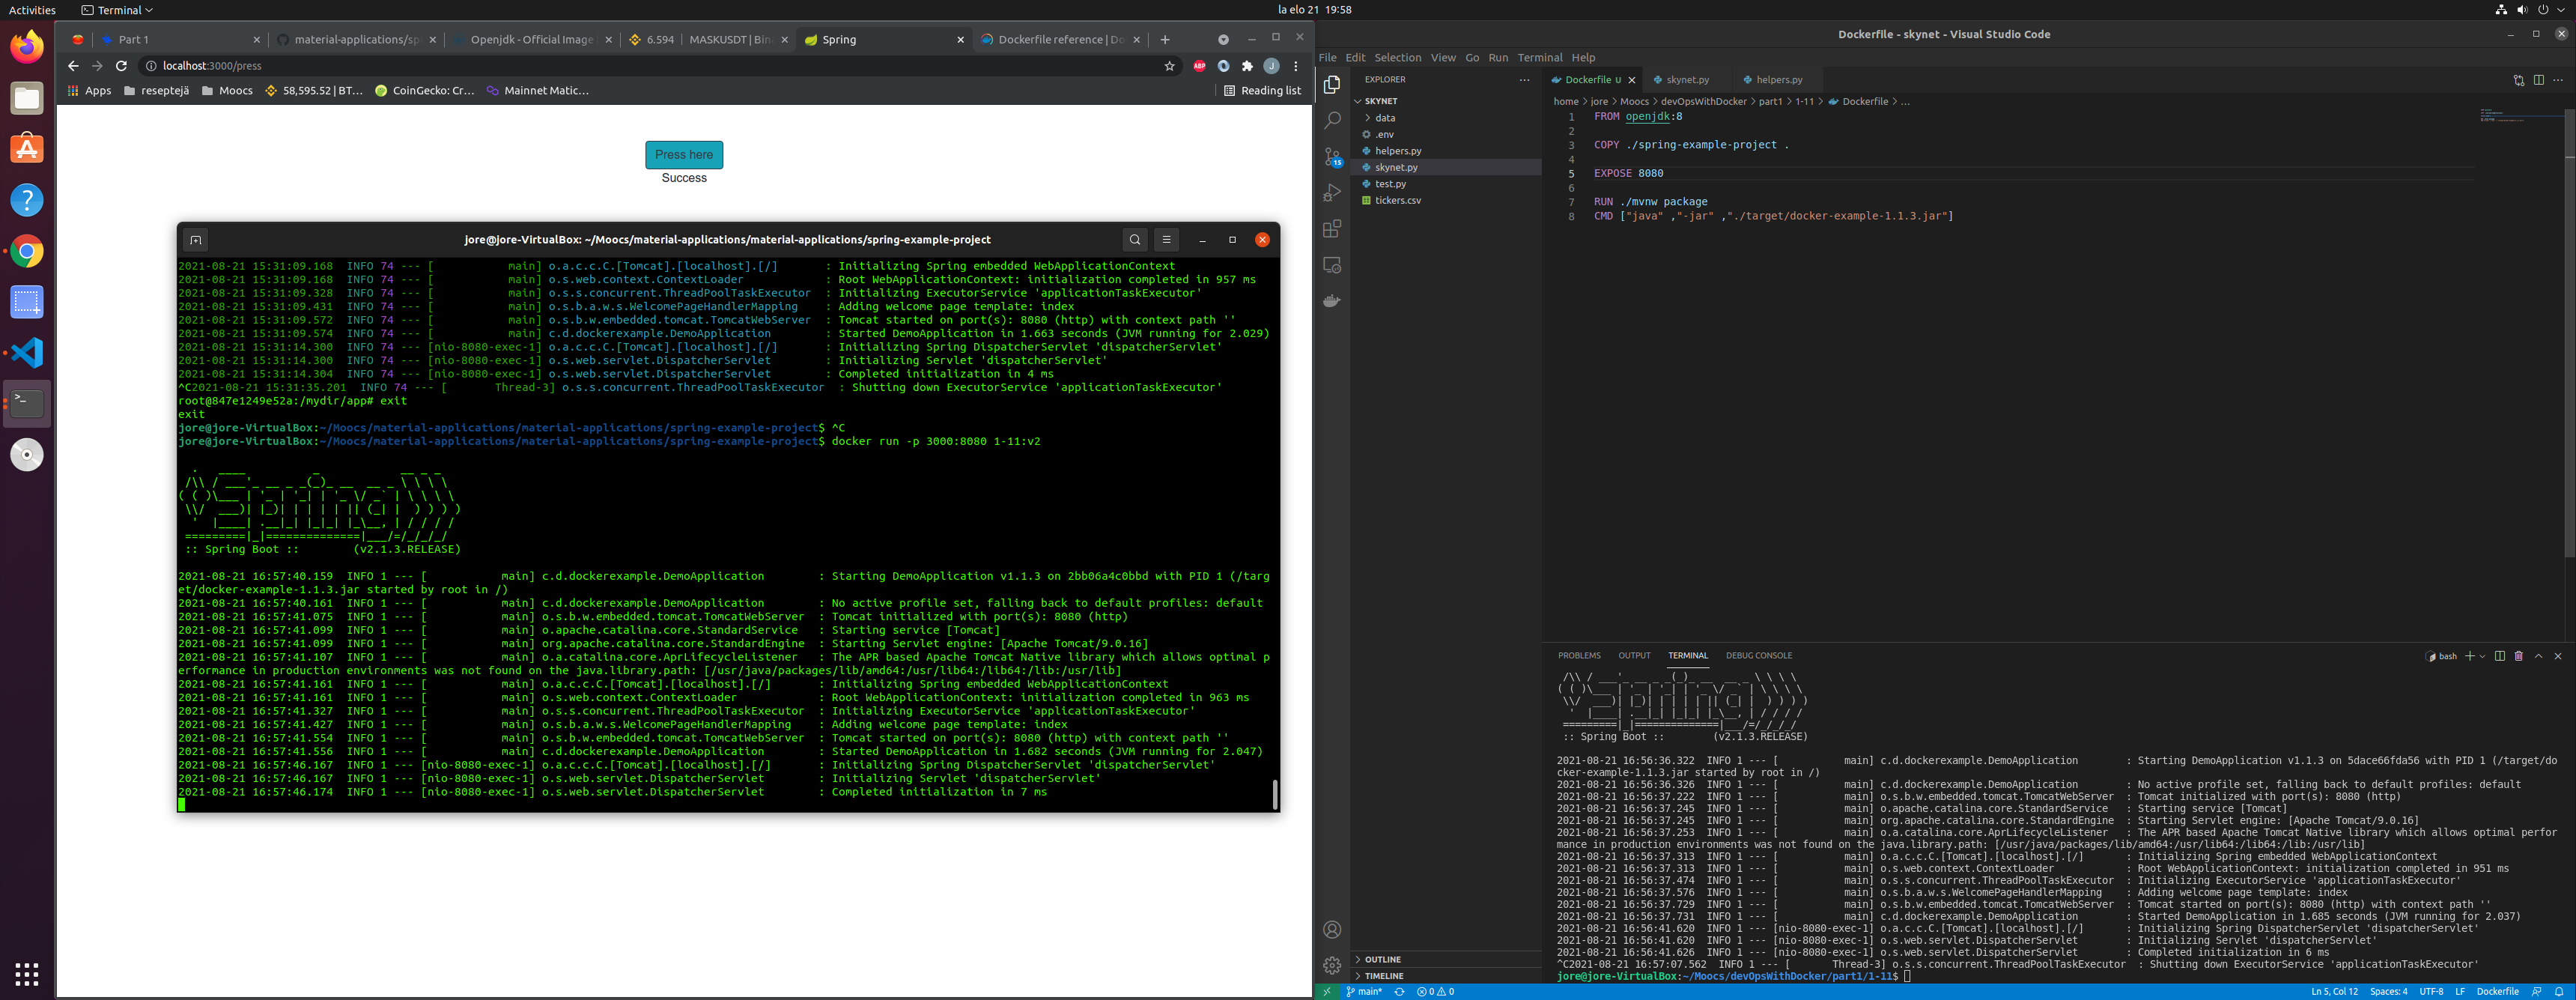 Activities
Terminal
la elo 21 19:58
Part 1
material-applications/sp
Openjdk - Official Image
6.594 | MASKUSDT | Bin
Spring
Dockerfile reference | Do
localhost:3000/press
Apps
reseptejä
Moocs
58,595.52 | BT...
CoinGecko: Cr...
Mainnet Matic...
Reading list
Press here
Success
jore@jore-VirtualBox: ~/Moocs/material-applications/material-applications/spring-example-project
2021-08-21 15:31:09.168  INFO 74 --- [           main] o.a.c.c.C.[Tomcat].[localhost].[/]       : Initializing Spring embedded WebApplicationContext
2021-08-21 15:31:09.168  INFO 74 --- [           main] o.s.web.context.ContextLoader            : Root WebApplicationContext: initialization completed in 957 ms
2021-08-21 15:31:09.328  INFO 74 --- [           main] o.s.s.concurrent.ThreadPoolTaskExecutor  : Initializing ExecutorService 'applicationTaskExecutor'
2021-08-21 15:31:09.431  INFO 74 --- [           main] o.s.b.a.w.s.WelcomePageHandlerMapping    : Adding welcome page template: index
2021-08-21 15:31:09.572  INFO 74 --- [           main] o.s.b.w.embedded.tomcat.TomcatWebServer  : Tomcat started on port(s): 8080 (http) with context path ''
2021-08-21 15:31:09.574  INFO 74 --- [           main] c.d.dockerexample.DemoApplication        : Started DemoApplication in 1.663 seconds (JVM running for 2.029)
2021-08-21 15:31:14.300  INFO 74 --- [nio-8080-exec-1] o.a.c.c.C.[Tomcat].[localhost].[/]       : Initializing Spring DispatcherServlet 'dispatcherServlet'
2021-08-21 15:31:14.300  INFO 74 --- [nio-8080-exec-1] o.s.web.servlet.DispatcherServlet        : Initializing Servlet 'dispatcherServlet'
2021-08-21 15:31:14.304  INFO 74 --- [nio-8080-exec-1] o.s.web.servlet.DispatcherServlet        : Completed initialization in 4 ms
^C2021-08-21 15:31:35.201  INFO 74 --- [       Thread-3] o.s.s.concurrent.ThreadPoolTaskExecutor  : Shutting down ExecutorService 'applicationTaskExecutor'
root@847e1249e52a:/mydir/app# exit
exit
jore@jore-VirtualBox:~/Moocs/material-applications/material-applications/spring-example-project$ ^C
jore@jore-VirtualBox:~/Moocs/material-applications/material-applications/spring-example-project$ docker run -p 3000:8080 1-11:v2
:: Spring Boot ::        (v2.1.3.RELEASE)
2021-08-21 16:57:40.159  INFO 1 --- [           main] c.d.dockerexample.DemoApplication        : Starting DemoApplication v1.1.3 on 2bb06a4c0bbd with PID 1 (/targ
et/docker-example-1.1.3.jar started by root in /)
2021-08-21 16:57:40.161  INFO 1 --- [           main] c.d.dockerexample.DemoApplication        : No active profile set, falling back to default profiles: default
2021-08-21 16:57:41.075  INFO 1 --- [           main] o.s.b.w.embedded.tomcat.TomcatWebServer  : Tomcat initialized with port(s): 8080 (http)
2021-08-21 16:57:41.099  INFO 1 --- [           main] o.apache.catalina.core.StandardService   : Starting service [Tomcat]
2021-08-21 16:57:41.099  INFO 1 --- [           main] org.apache.catalina.core.StandardEngine  : Starting Servlet engine: [Apache Tomcat/9.0.16]
2021-08-21 16:57:41.107  INFO 1 --- [           main] o.a.catalina.core.AprLifecycleListener   : The APR based Apache Tomcat Native library which allows optimal p
erformance in production environments was not found on the java.library.path: [/usr/java/packages/lib/amd64:/usr/lib64:/lib64:/lib:/usr/lib]
2021-08-21 16:57:41.161  INFO 1 --- [           main] o.a.c.c.C.[Tomcat].[localhost].[/]       : Initializing Spring embedded WebApplicationContext
2021-08-21 16:57:41.161  INFO 1 --- [           main] o.s.web.context.ContextLoader            : Root WebApplicationContext: initialization completed in 963 ms
2021-08-21 16:57:41.327  INFO 1 --- [           main] o.s.s.concurrent.ThreadPoolTaskExecutor  : Initializing ExecutorService 'applicationTaskExecutor'
2021-08-21 16:57:41.427  INFO 1 --- [           main] o.s.b.a.w.s.WelcomePageHandlerMapping    : Adding welcome page template: index
2021-08-21 16:57:41.554  INFO 1 --- [           main] o.s.b.w.embedded.tomcat.TomcatWebServer  : Tomcat started on port(s): 8080 (http) with context path ''
2021-08-21 16:57:41.556  INFO 1 --- [           main] c.d.dockerexample.DemoApplication        : Started DemoApplication in 1.682 seconds (JVM running for 2.047)
2021-08-21 16:57:46.167  INFO 1 --- [nio-8080-exec-1] o.a.c.c.C.[Tomcat].[localhost].[/]       : Initializing Spring DispatcherServlet 'dispatcherServlet'
2021-08-21 16:57:46.167  INFO 1 --- [nio-8080-exec-1] o.s.web.servlet.DispatcherServlet        : Initializing Servlet 'dispatcherServlet'
2021-08-21 16:57:46.174  INFO 1 --- [nio-8080-exec-1] o.s.web.servlet.DispatcherServlet        : Completed initialization in 7 ms
Dockerfile - skynet - Visual Studio Code
File Edit Selection View Go Run Terminal Help
EXPLORER
SKYNET
data
.env
helpers.py
skynet.py
test.py
tickers.csv
OUTLINE
TIMELINE
15
Dockerfile U
skynet.py
helpers.py
home > jore > Moocs > devOpsWithDocker > part1 > 1-11 > Dockerfile > ...
1 FROM openjdk:8
2
3 COPY ./spring-example-project .
4
5 EXPOSE 8080
6
7 RUN ./mvnw package
8 CMD ["java" ,"-jar" ,"./target/docker-example-1.1.3.jar"]
PROBLEMS OUTPUT TERMINAL DEBUG CONSOLE
bash
:: Spring Boot ::        (v2.1.3.RELEASE)
2021-08-21 16:56:36.322  INFO 1 --- [           main] c.d.dockerexample.DemoApplication        : Starting DemoApplication v1.1.3 on 5dace66fda56 with PID 1 (/target/do
cker-example-1.1.3.jar started by root in /)
2021-08-21 16:56:36.326  INFO 1 --- [           main] c.d.dockerexample.DemoApplication        : No active profile set, falling back to default profiles: default
2021-08-21 16:56:37.222  INFO 1 --- [           main] o.s.b.w.embedded.tomcat.TomcatWebServer  : Tomcat initialized with port(s): 8080 (http)
2021-08-21 16:56:37.245  INFO 1 --- [           main] o.apache.catalina.core.StandardService   : Starting service [Tomcat]
2021-08-21 16:56:37.245  INFO 1 --- [           main] org.apache.catalina.core.StandardEngine  : Starting Servlet engine: [Apache Tomcat/9.0.16]
2021-08-21 16:56:37.253  INFO 1 --- [           main] o.a.catalina.core.AprLifecycleListener   : The APR based Apache Tomcat Native library which allows optimal perfor
mance in production environments was not found on the java.library.path: [/usr/java/packages/lib/amd64:/usr/lib64:/lib64:/lib:/usr/lib]
2021-08-21 16:56:37.313  INFO 1 --- [           main] o.a.c.c.C.[Tomcat].[localhost].[/]       : Initializing Spring embedded WebApplicationContext
2021-08-21 16:56:37.313  INFO 1 --- [           main] o.s.web.context.ContextLoader            : Root WebApplicationContext: initialization completed in 951 ms
2021-08-21 16:56:37.474  INFO 1 --- [           main] o.s.s.concurrent.ThreadPoolTaskExecutor  : Initializing ExecutorService 'applicationTaskExecutor'
2021-08-21 16:56:37.576  INFO 1 --- [           main] o.s.b.a.w.s.WelcomePageHandlerMapping    : Adding welcome page template: index
2021-08-21 16:56:37.729  INFO 1 --- [           main] o.s.b.w.embedded.tomcat.TomcatWebServer  : Tomcat started on port(s): 8080 (http) with context path ''
2021-08-21 16:56:37.731  INFO 1 --- [           main] c.d.dockerexample.DemoApplication        : Started DemoApplication in 1.685 seconds (JVM running for 2.037)
2021-08-21 16:56:41.620  INFO 1 --- [nio-8080-exec-1] o.a.c.c.C.[Tomcat].[localhost].[/]       : Initializing Spring DispatcherServlet 'dispatcherServlet'
2021-08-21 16:56:41.620  INFO 1 --- [nio-8080-exec-1] o.s.web.servlet.DispatcherServlet        : Initializing Servlet 'dispatcherServlet'
2021-08-21 16:56:41.626  INFO 1 --- [nio-8080-exec-1] o.s.web.servlet.DispatcherServlet        : Completed initialization in 6 ms
^C2021-08-21 16:57:07.562  INFO 1 --- [       Thread-3] o.s.s.concurrent.ThreadPoolTaskExecutor  : Shutting down ExecutorService 'applicationTaskExecutor'
jore@jore-VirtualBox:~/Moocs/devOpsWithDocker/part1/1-11$
main*
0 0
Ln 5, Col 12 Spaces: 4 UTF-8 LF Dockerfile